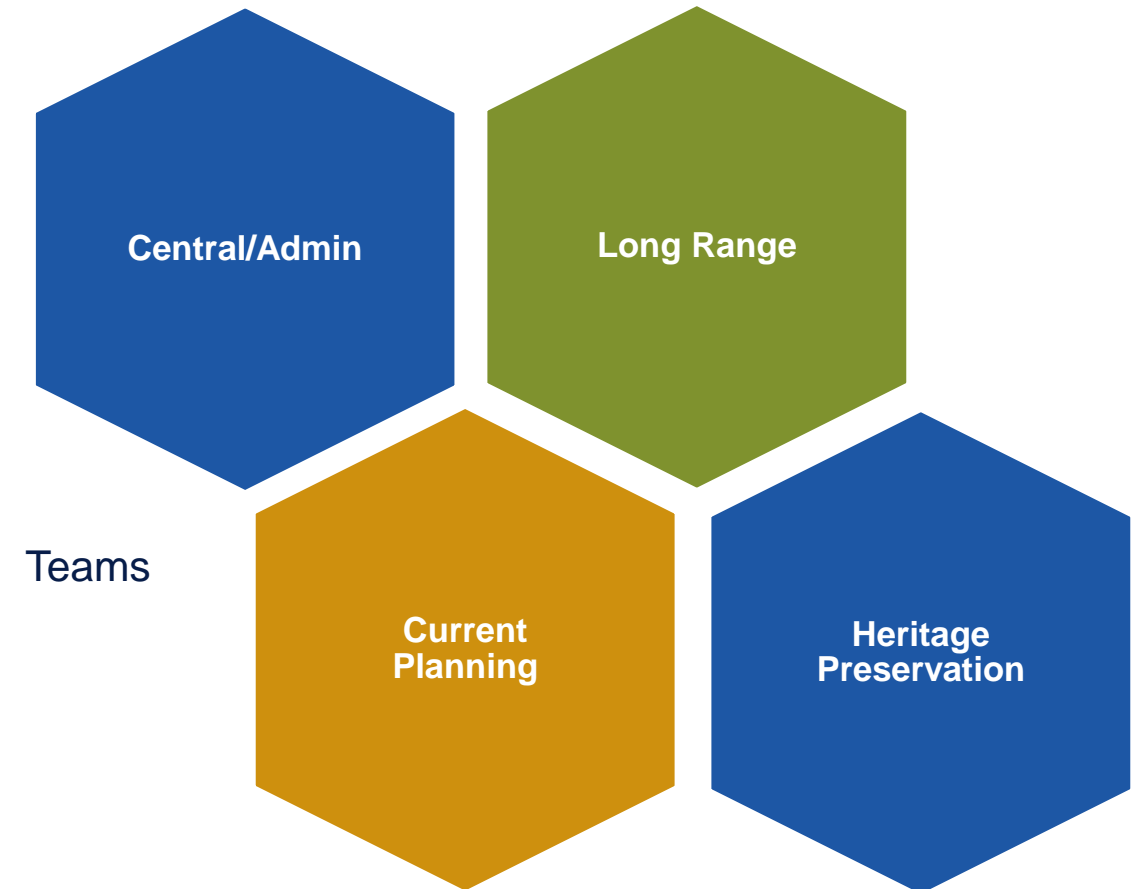 Central/Admin
Long Range
Teams
Current
Planning
Heritage
Preservation